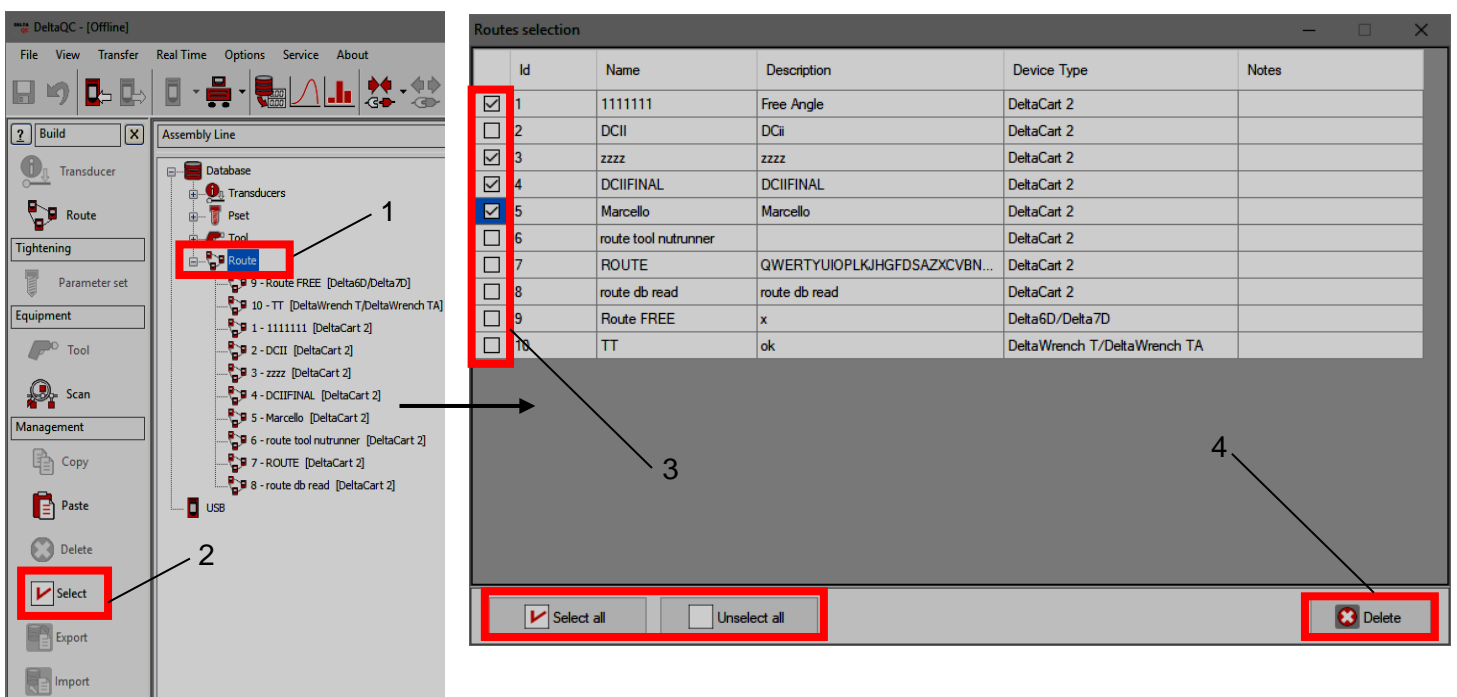 DeltaQC - [Offline]
File View Transfer Real Time Options Service About
? Build X
Transducer
Route
Tightening
Parameter set
Equipment
Tool
Scan
Management
Copy
Paste
Delete
Select
Export
Import
Assembly Line
Database
Transducers
Pset
Tool
Route
9 - Route FREE [Delta6D/Delta7D]
10 - TT [DeltaWrench T/DeltaWrench TA]
1 - 1111111 [DeltaCart 2]
2 - DCII [DeltaCart 2]
3 - zzzz [DeltaCart 2]
4 - DCIIFINAL [DeltaCart 2]
5 - Marcello [DeltaCart 2]
6 - route tool nutrunner [DeltaCart 2]
7 - ROUTE [DeltaCart 2]
8 - route db read [DeltaCart 2]
USB
1
2
Routes selection
Id Name Description Device Type Notes
1 1111111 Free Angle DeltaCart 2
2 DCII DCii DeltaCart 2
3 zzzz zzzz DeltaCart 2
4 DCIIFINAL DCIIFINAL DeltaCart 2
5 Marcello Marcello DeltaCart 2
6 route tool nutrunner DeltaCart 2
7 ROUTE QWERTYUIOPLKJHGFDSAZXCVBN... DeltaCart 2
8 route db read route db read DeltaCart 2
9 Route FREE x Delta6D/Delta7D
10 TT ok DeltaWrench T/DeltaWrench TA
3
4
Select all Unselect all Delete